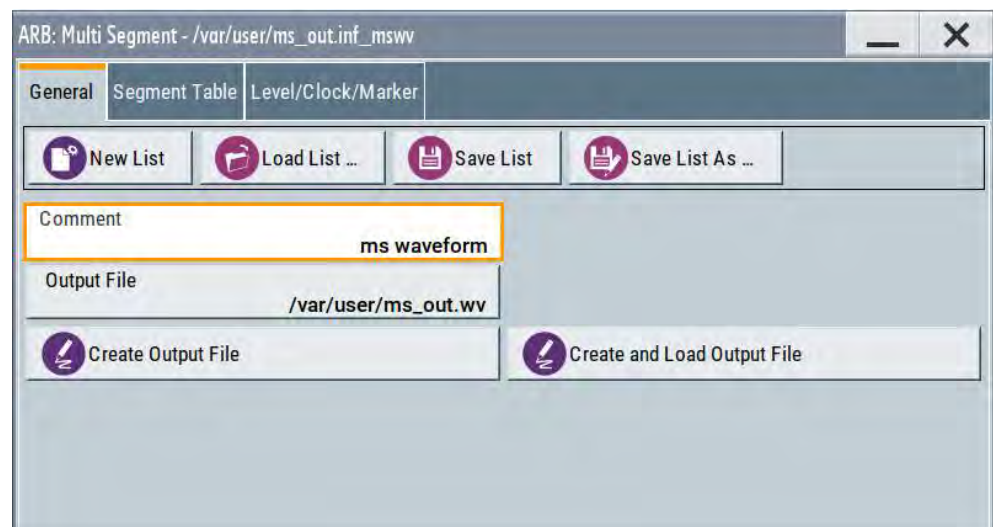 ARB: Multi Segment - /var/user/ms_out.inf_mswv
General Segment Table Level/Clock/Marker
New List Load List ... Save List Save List As ...
Comment
ms waveform
Output File
/var/user/ms_out.wv
Create Output File Create and Load Output File